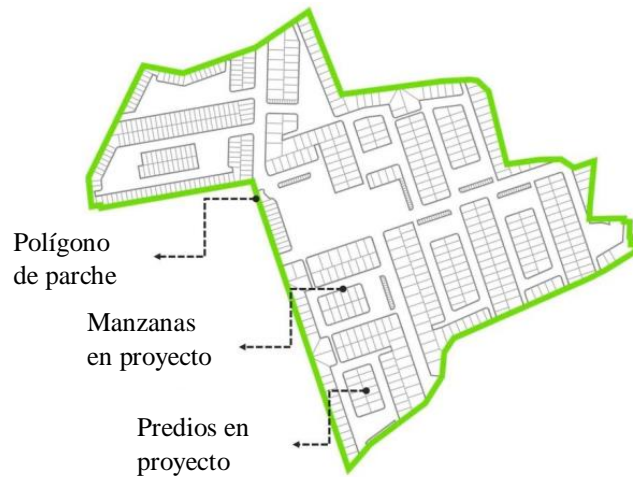 Polígono
de parche
Manzanas
en proyecto
Predios en
proyecto